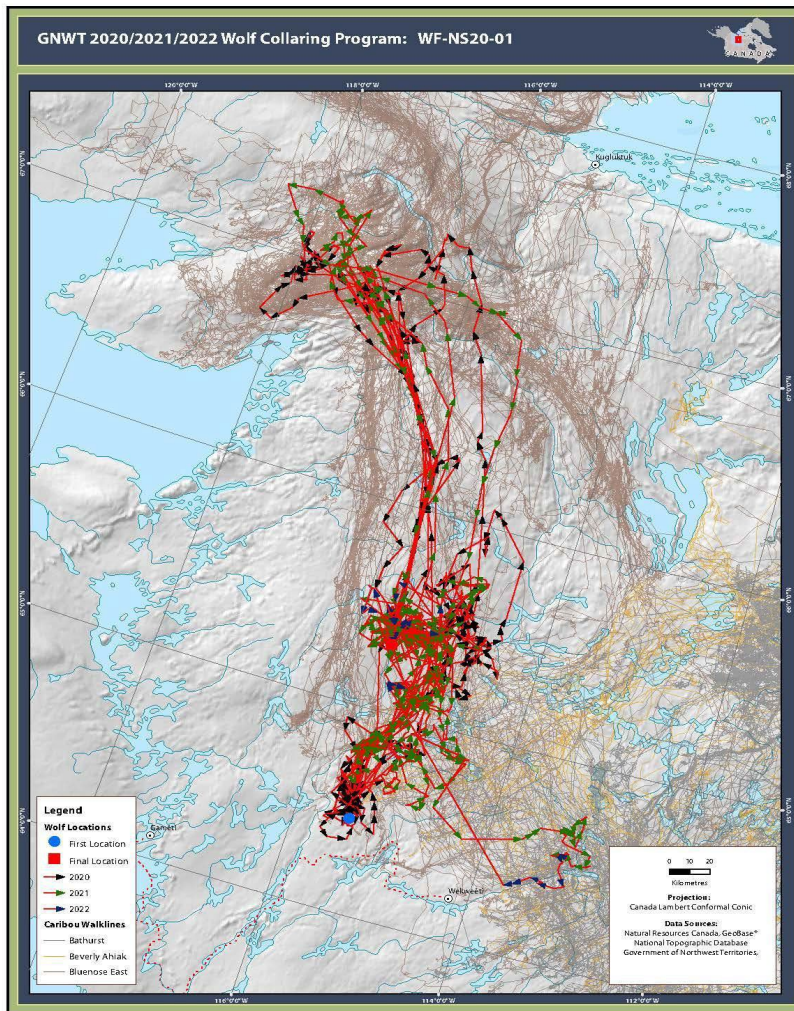 GNWT 2020/2021/2022 Wolf Collaring Program: WF-NS20-01
CANADA
120°0'0"W
118°0'0"W
116°0'0"W
114°0'0"W
Kugluktuk
Gamètì
Wekweètì
Legend
Wolf Locations
First Location
Final Location
2020
2021
2022
Caribou Walklines
Bathurst
Beverly Ahiak
Bluenose East
0 10 20
Kilometres
Projection:
Canada Lambert Conformal Conic
Data Sources:
Natural Resources Canada, GeoBase®
National Topographic Database
Government of Northwest Territories,
116°0'0"W
114°0'0"W
112°0'0"W